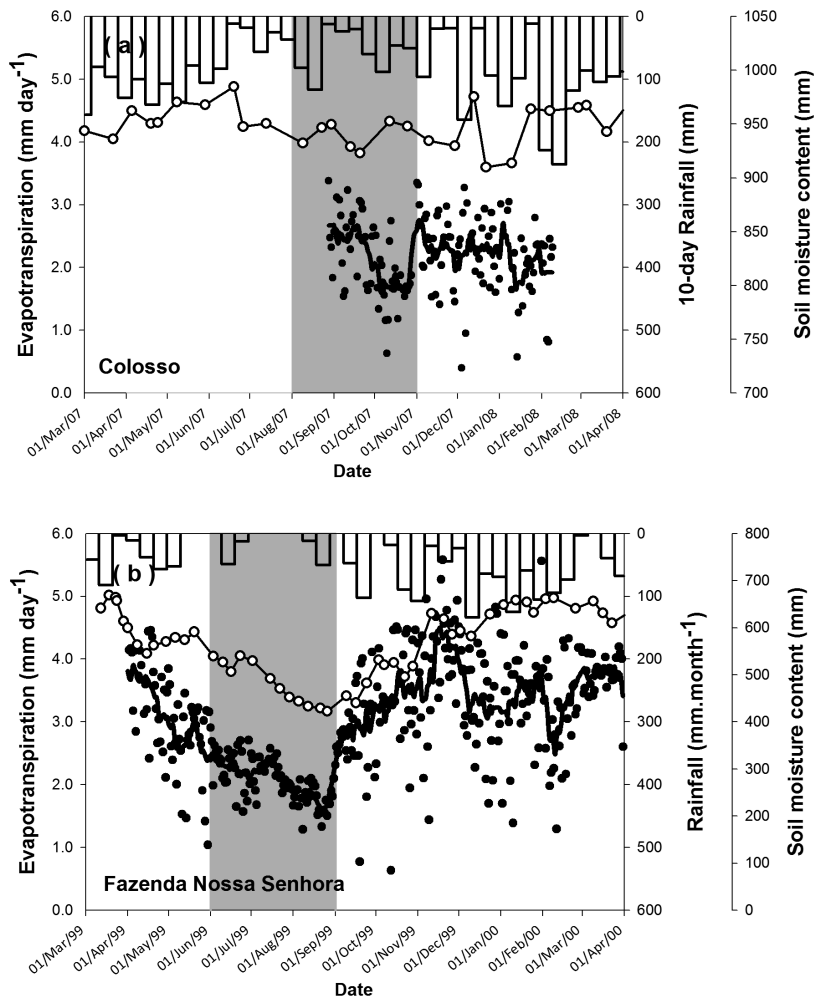 ( a )
Evapotranspiration (mm day-1)
6.0
5.0
4.0
3.0
2.0
1.0
0.0
Colosso
0
100
200
300
400
500
600
10-day Rainfall (mm)
1050
1000
950
900
850
800
750
700
Soil moisture content (mm)
01/Mar/07
01/Apr/07
01/May/07
01/Jun/07
01/Jul/07
01/Aug/07
01/Sep/07
01/Oct/07
01/Nov/07
01/Dec/07
01/Jan/08
01/Feb/08
01/Mar/08
01/Apr/08
Date
( b )
Evapotranspiration (mm day-1)
6.0
5.0
4.0
3.0
2.0
1.0
0.0
Fazenda Nossa Senhora
0
100
200
300
400
500
600
Rainfall (mm.month-1)
800
700
600
500
400
300
200
100
0
Soil moisture content (mm)
01/Mar/99
01/Apr/99
01/May/99
01/Jun/99
01/Jul/99
01/Aug/99
01/Sep/99
01/Oct/99
01/Nov/99
01/Dec/99
01/Jan/00
01/Feb/00
01/Mar/00
01/Apr/00
Date